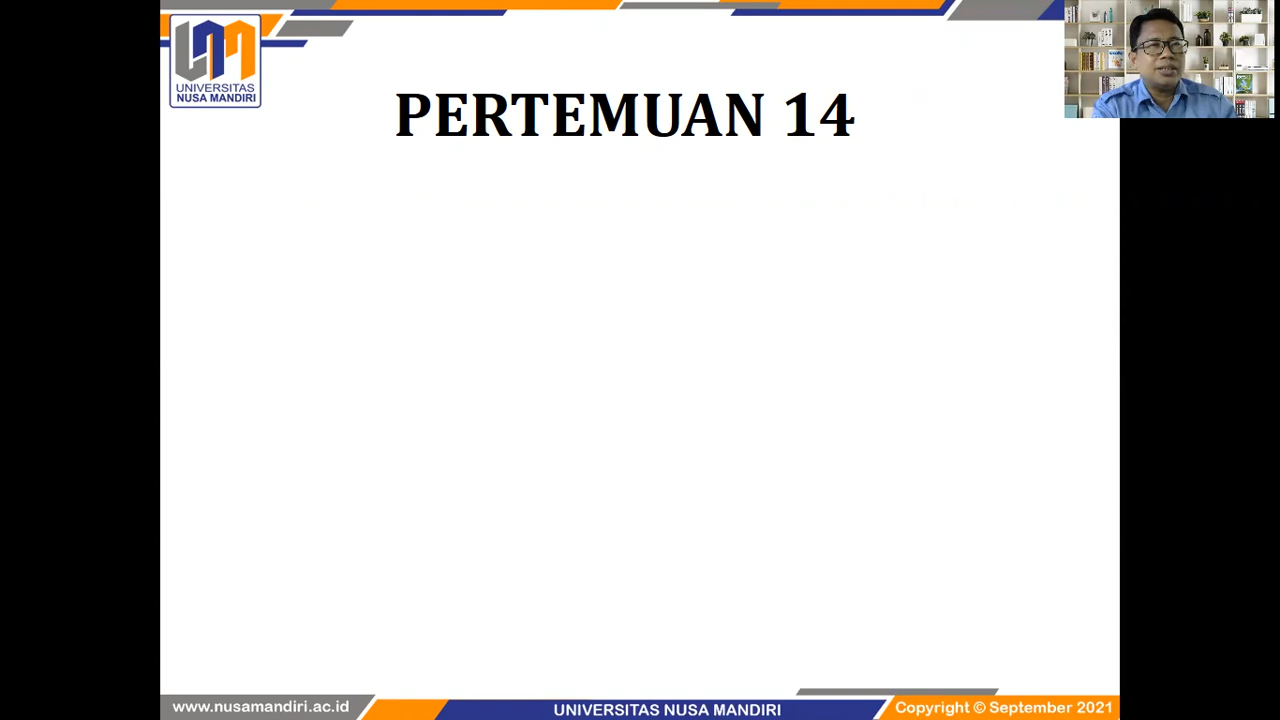 UNIVERSITAS
NUSA MANDIRI
PERTEMUAN 14
www.nusamandiri.ac.id
UNIVERSITAS NUSA MANDIRI
Copyright © September 2021